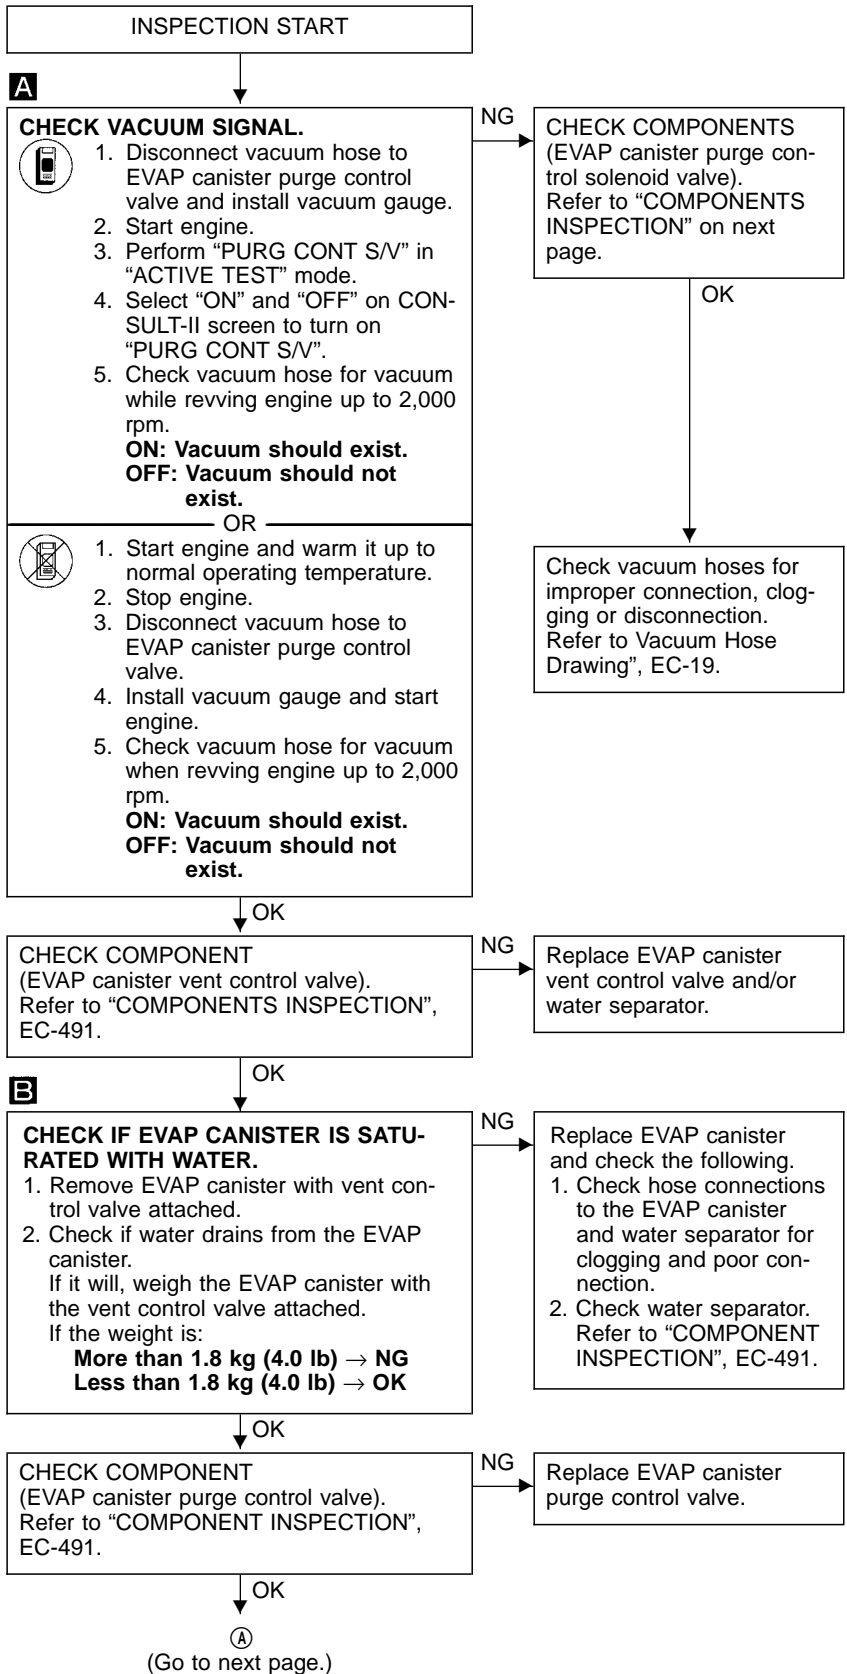 INSPECTION START
A
CHECK VACUUM SIGNAL.
1. Disconnect vacuum hose to
EVAP canister purge control
valve and install vacuum gauge.
2. Start engine.
3. Perform “PURG CONT S/V” in
“ACTIVE TEST” mode.
4. Select “ON” and “OFF” on CON-
SULT-II screen to turn on
“PURG CONT S/V”.
5. Check vacuum hose for vacuum
while revving engine up to 2,000
rpm.
ON: Vacuum should exist.
OFF: Vacuum should not
exist.
OR
1. Start engine and warm it up to
normal operating temperature.
2. Stop engine.
3. Disconnect vacuum hose to
EVAP canister purge control
valve.
4. Install vacuum gauge and start
engine.
5. Check vacuum hose for vacuum
when revving engine up to 2,000
rpm.
ON: Vacuum should exist.
OFF: Vacuum should not
exist.
NG
CHECK COMPONENTS
(EVAP canister purge con-
trol solenoid valve).
Refer to “COMPONENTS
INSPECTION” on next
page.
OK
Check vacuum hoses for
improper connection, clog-
ging or disconnection.
Refer to Vacuum Hose
Drawing”, EC-19.
OK
CHECK COMPONENT
(EVAP canister vent control valve).
Refer to “COMPONENTS INSPECTION”,
EC-491.
NG
Replace EVAP canister
vent control valve and/or
water separator.
OK
B
CHECK IF EVAP CANISTER IS SATU-
RATED WITH WATER.
1. Remove EVAP canister with vent con-
trol valve attached.
2. Check if water drains from the EVAP
canister.
If it will, weigh the EVAP canister with
the vent control valve attached.
If the weight is:
More than 1.8 kg (4.0 lb) → NG
Less than 1.8 kg (4.0 lb) → OK
NG
Replace EVAP canister
and check the following.
1. Check hose connections
to the EVAP canister
and water separator for
clogging and poor con-
nection.
2. Check water separator.
Refer to “COMPONENT
INSPECTION”, EC-491.
OK
CHECK COMPONENT
(EVAP canister purge control valve).
Refer to “COMPONENT INSPECTION”,
EC-491.
NG
Replace EVAP canister
purge control valve.
OK
Ⓐ
(Go to next page.)